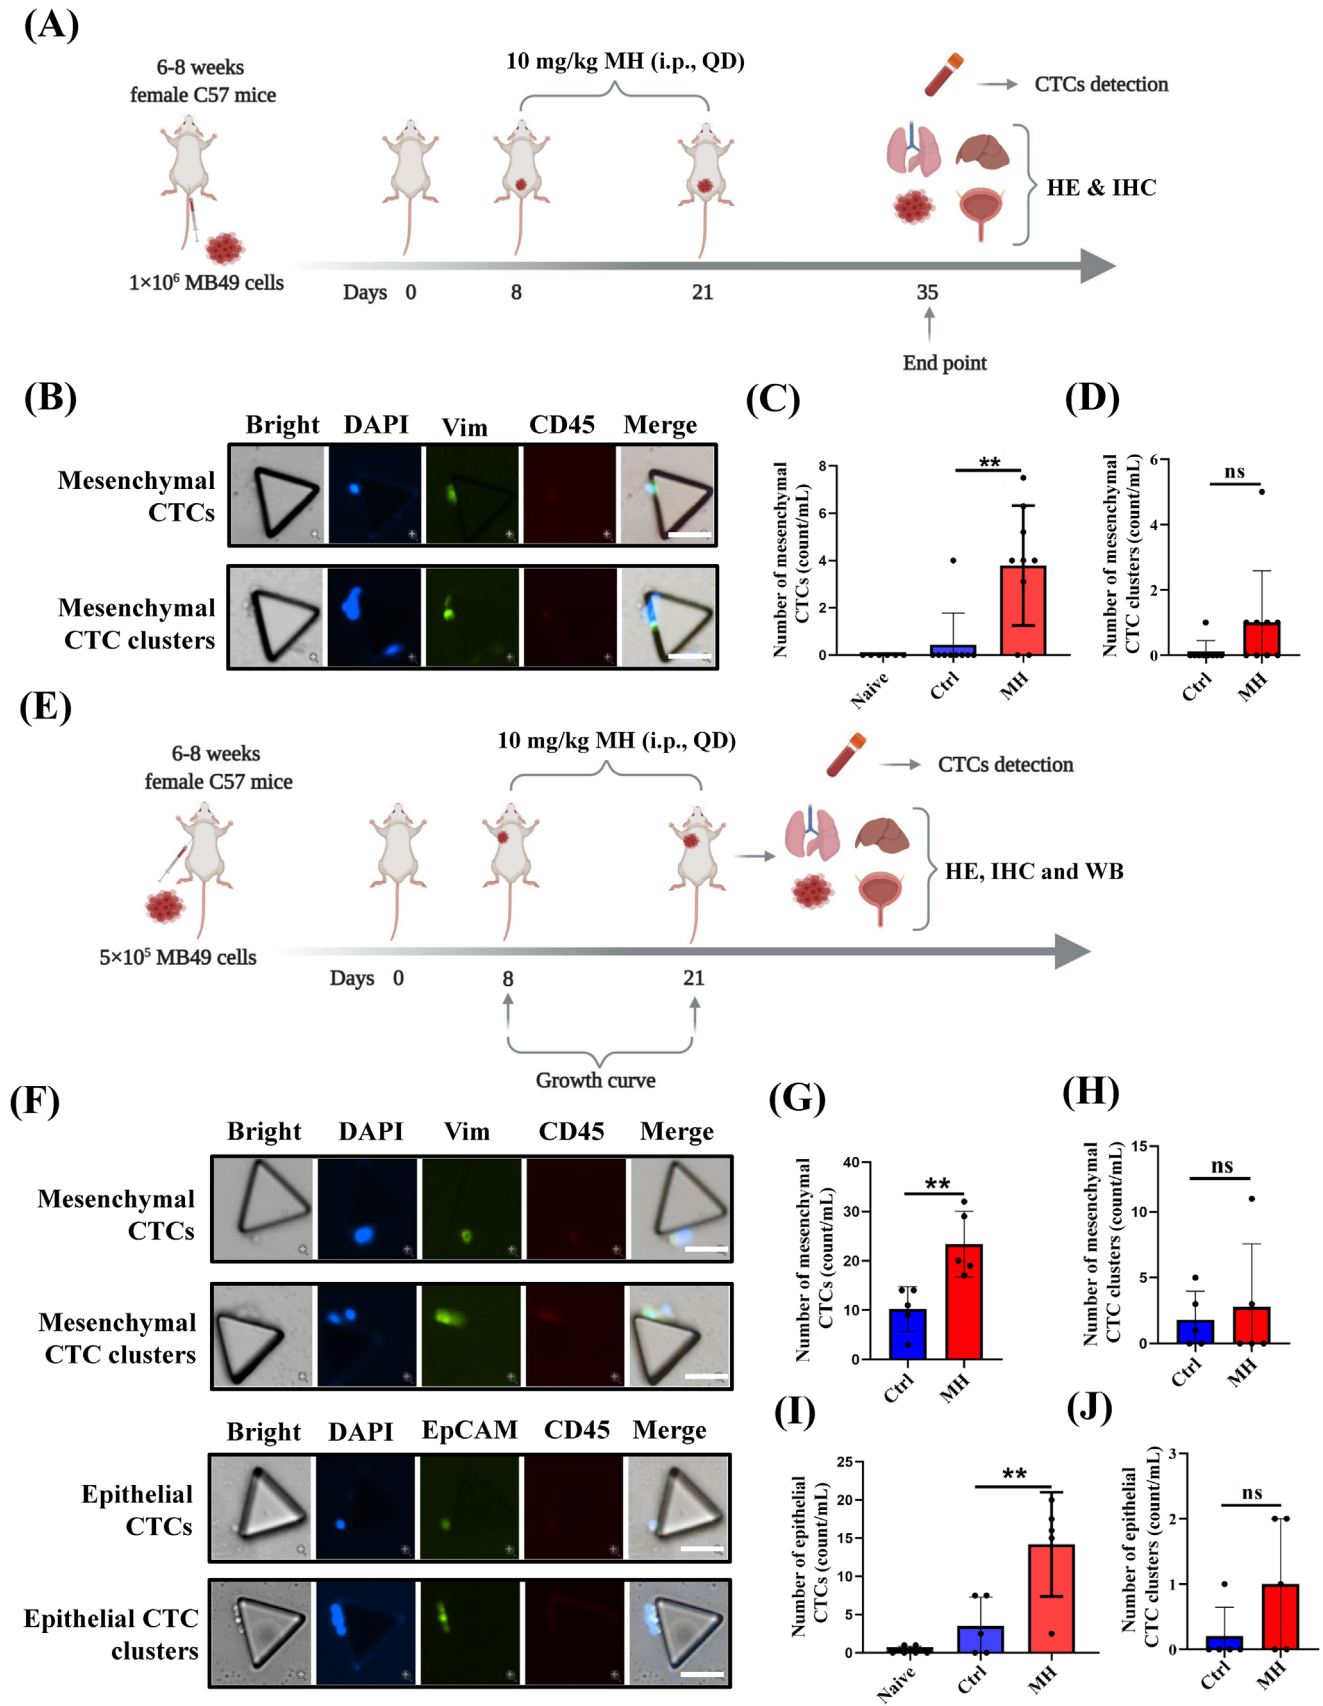 (A)
6-8 weeks
female C57 mice
1×10⁶ MB49 cells
10 mg/kg MH (i.p., QD)
CTCs detection
HE & IHC
Days 0 8 21 35
End point
(B)
Bright DAPI Vim CD45 Merge
Mesenchymal
CTCs
Mesenchymal
CTC clusters
(C)
Number of mesenchymal
CTCs (count/mL)
8
6
4
2
0
**
Naive Ctrl MH
(D)
Number of mesenchymal
CTC clusters (count/mL)
6
4
2
0
ns
Ctrl MH
(E)
6-8 weeks
female C57 mice
5×10⁵ MB49 cells
10 mg/kg MH (i.p., QD)
CTCs detection
HE, IHC and WB
Days 0 8 21
Growth curve
(F)
Bright DAPI Vim CD45 Merge
Mesenchymal
CTCs
Mesenchymal
CTC clusters
Bright DAPI EpCAM CD45 Merge
Epithelial
CTCs
Epithelial CTC
clusters
(G)
Number of mesenchymal
CTCs (count/mL)
40
30
20
10
0
**
Ctrl MH
(H)
Number of mesenchymal
CTC clusters (count/mL)
15
10
5
0
ns
Ctrl MH
(I)
Number of epithelial
CTCs (count/mL)
25
20
15
10
5
0
**
Naive Ctrl MH
(J)
Number of epithelial
CTC clusters (count/mL)
3
2
1
0
ns
Ctrl MH